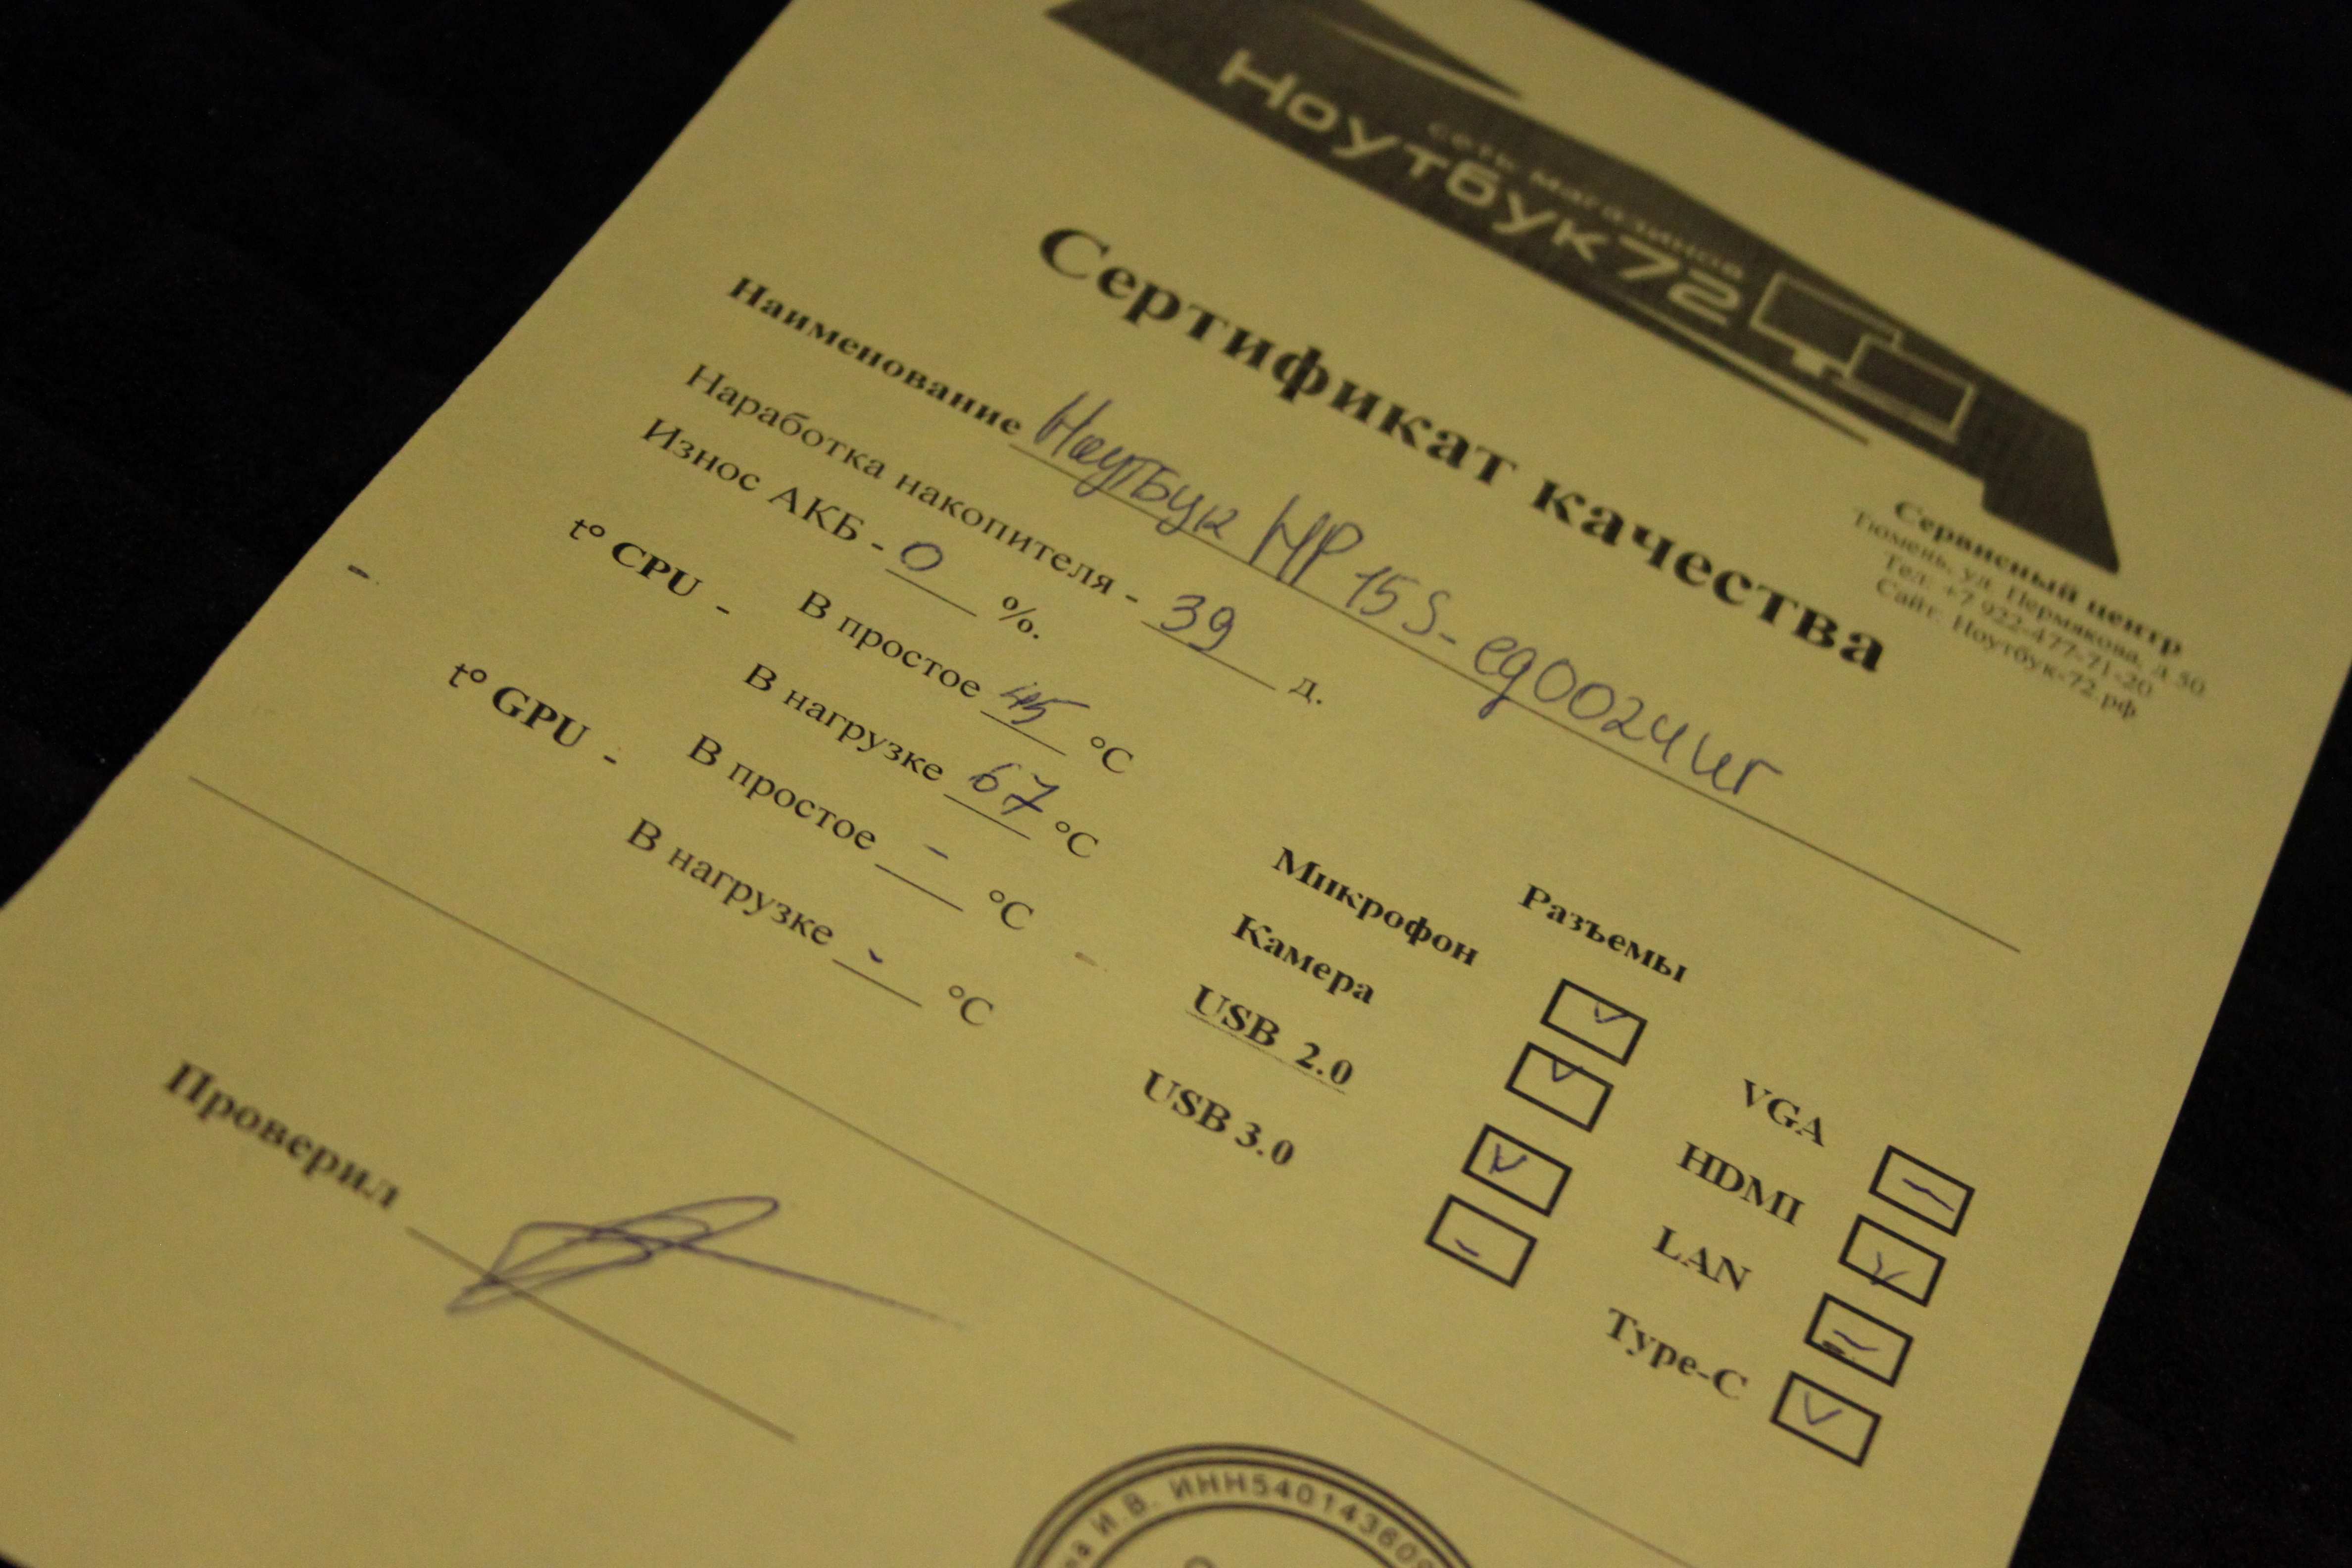 сеть магазинов
Ноутбук72
Сервисный центр
Тюмень, ул. Пермякова, д 50
Тел: +7 922-477-71-20
Сайт: Ноутбук-72.рф
Сертификат качества
Наименование Ноутбук HP 15S-eq0024ur
Наработка накопителя - 39 д.
Износ АКБ - 0 %.
t° CPU - В простое 45 °C
В нагрузке 67 °C
t° GPU - В простое - °C
В нагрузке - °C
Разъемы
Микрофон V VGA -
Камера V HDMI V
USB 2.0 V LAN -
USB 3.0 - Type-C V
Проверил
И.В. ИНН5401436